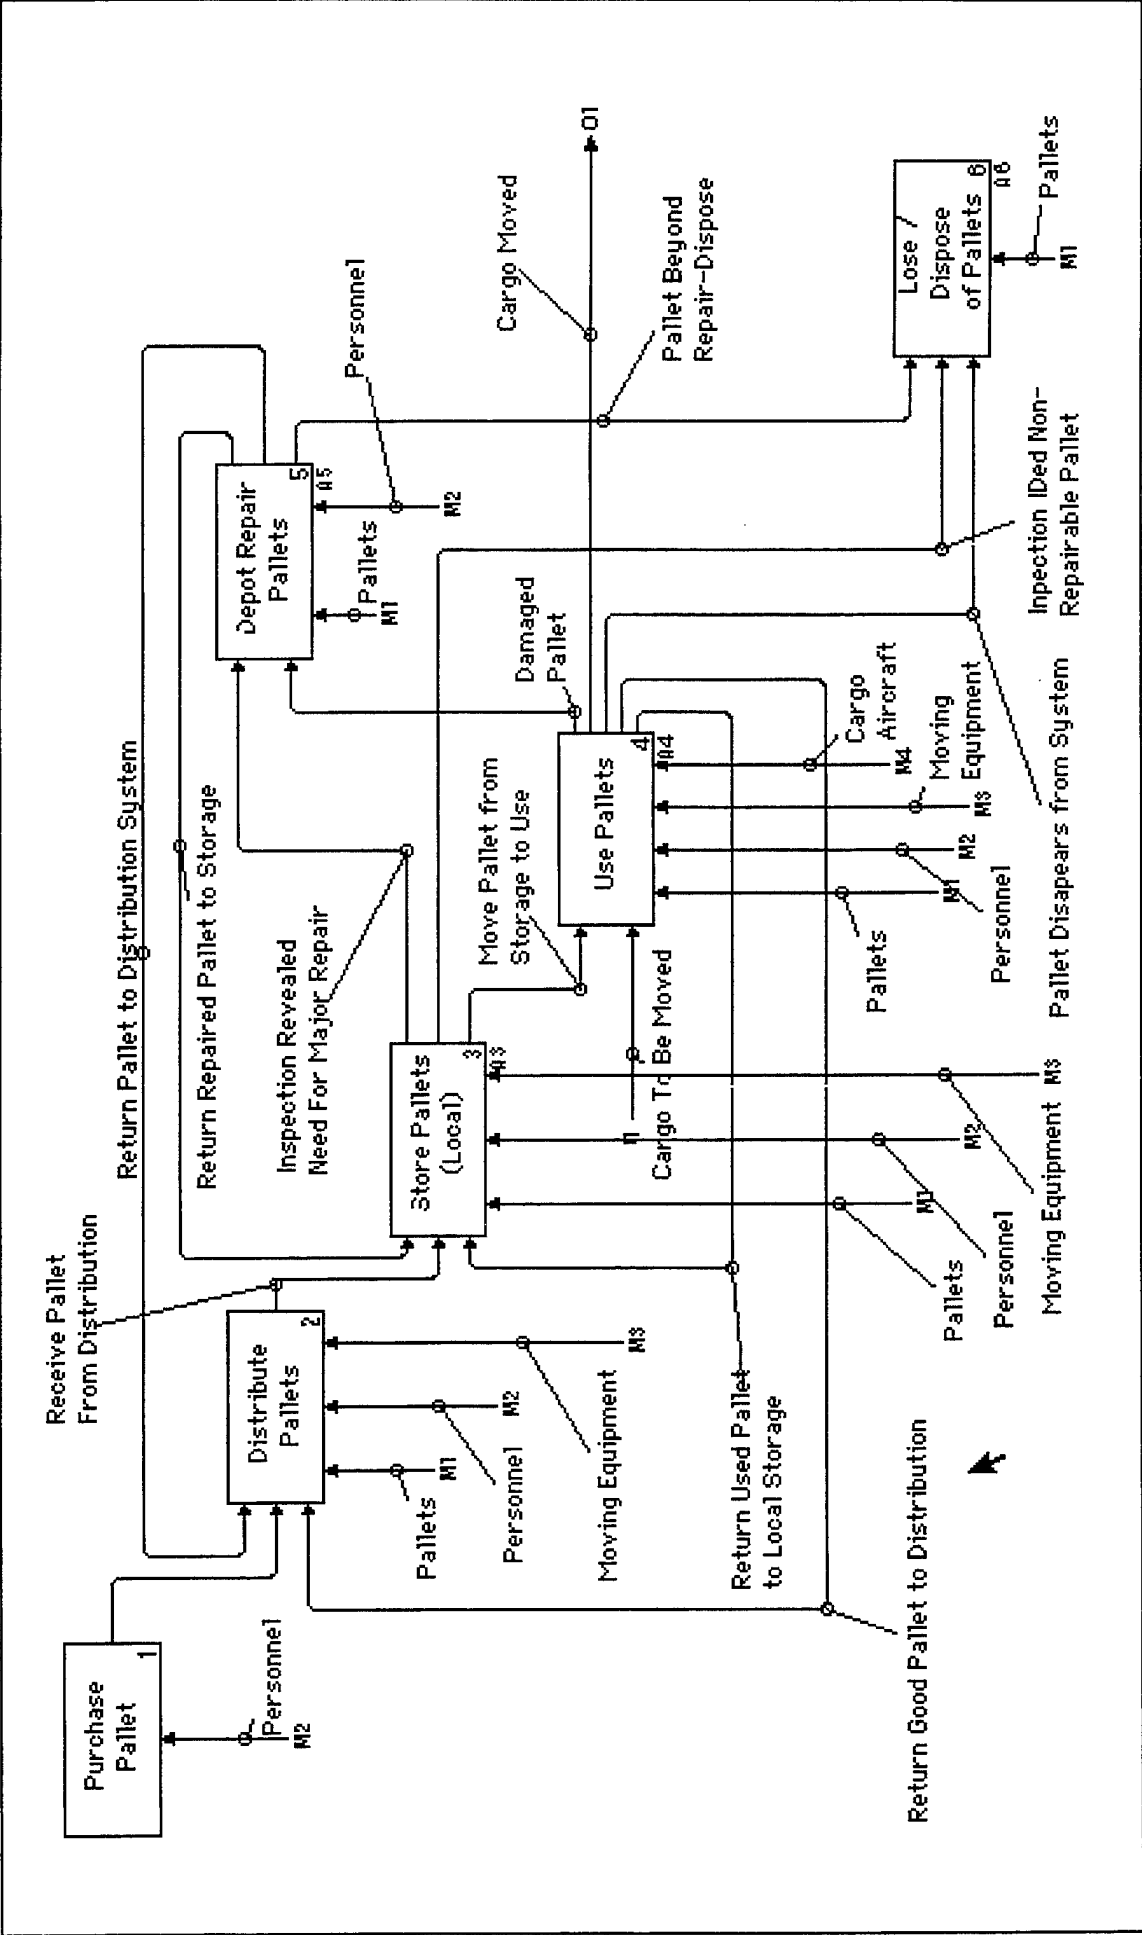 Purchase
Pallet
1
Personnel
M2
Receive Pallet
From Distribution
Return Pallet to Distribution System
Return Repaired Pallet to Storage
Distribute
Pallets
2
Pallets
M1
Personnel
M2
Moving Equipment
M3
Inspection Revealed
Need For Major Repair
Store Pallets
(Local)
3
A3
Pallets
M1
Personnel
M2
Moving Equipment
M3
Move Pallet from
Storage to Use
I1
Cargo To Be Moved
Use Pallets
4
A4
Pallets
M1
Personnel
M2
Moving
Equipment
M3
Cargo
Aircraft
M4
Damaged
Pallet
Depot Repair
Pallets
5
A5
Pallets
M1
Personnel
M2
Cargo Moved
O1
Pallet Beyond
Repair-Dispose
Lose /
Dispose
of Pallets
6
A6
Pallets
M1
Inpection IDed Non-
Repairable Pallet
Pallet Disapears from System
Return Used Pallet
to Local Storage
Return Good Pallet to Distribution